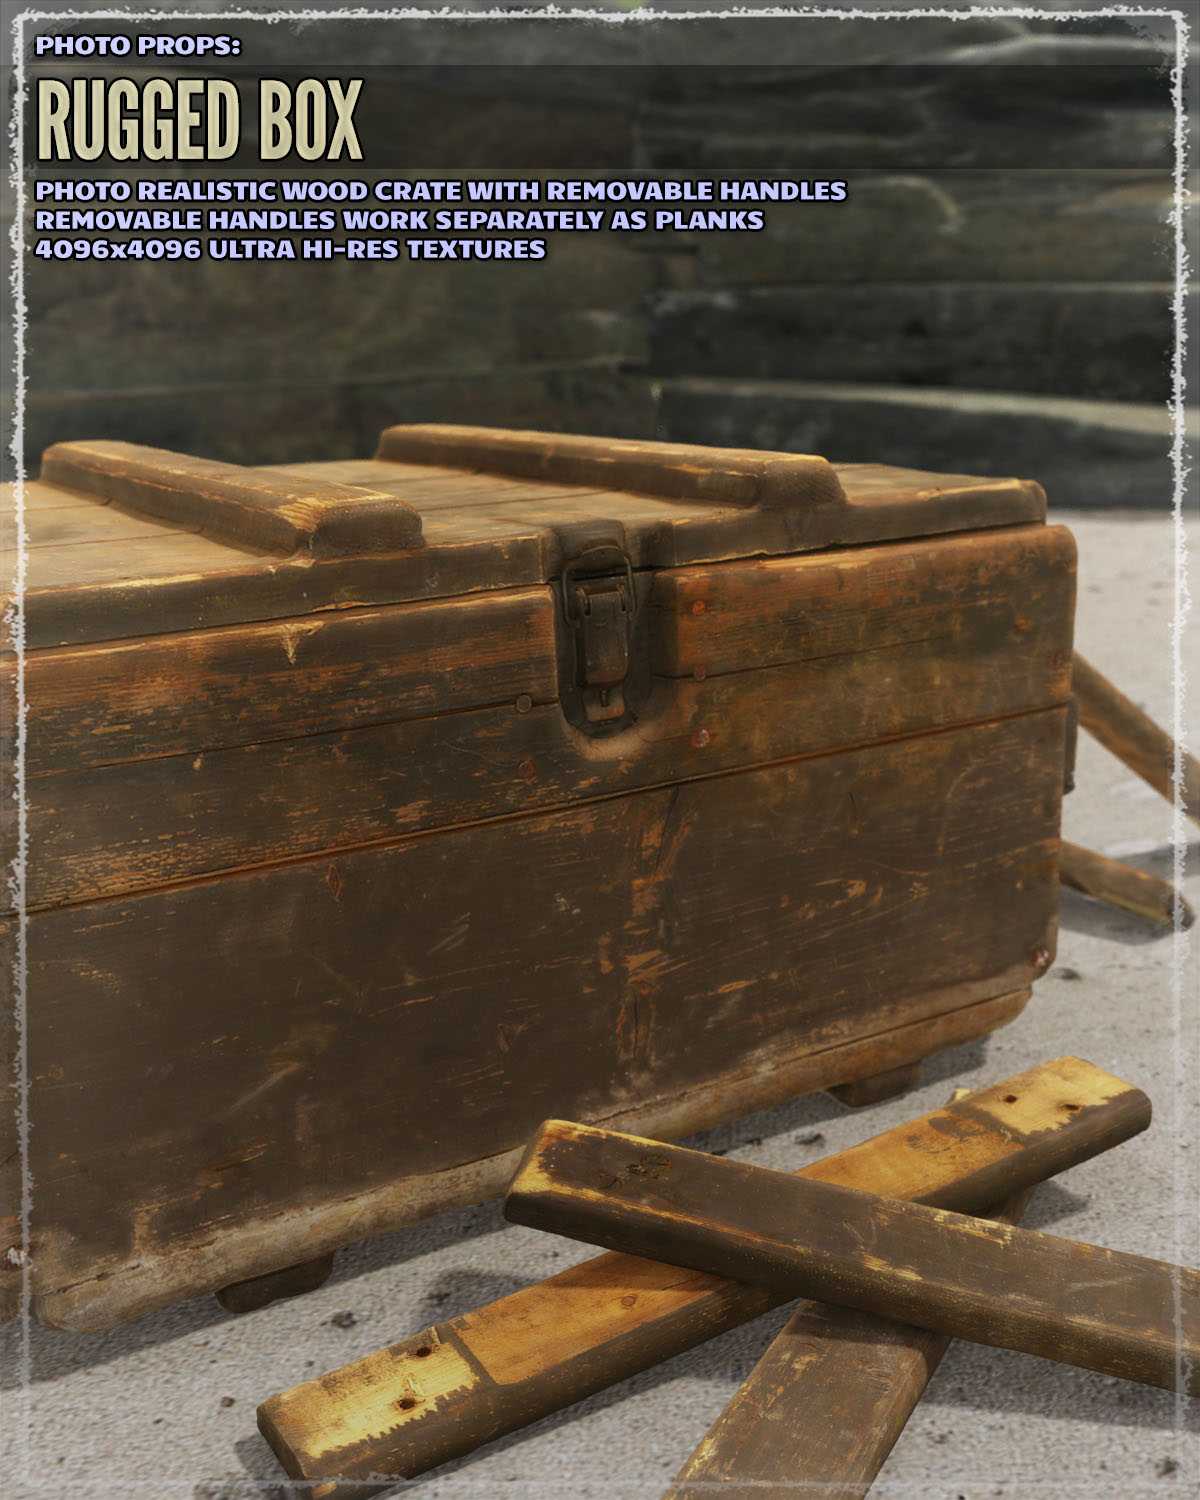 PHOTO PROPS:
RUGGED BOX
PHOTO REALISTIC WOOD CRATE WITH REMOVABLE HANDLES
REMOVABLE HANDLES WORK SEPARATELY AS PLANKS
4096x4096 ULTRA HI-RES TEXTURES